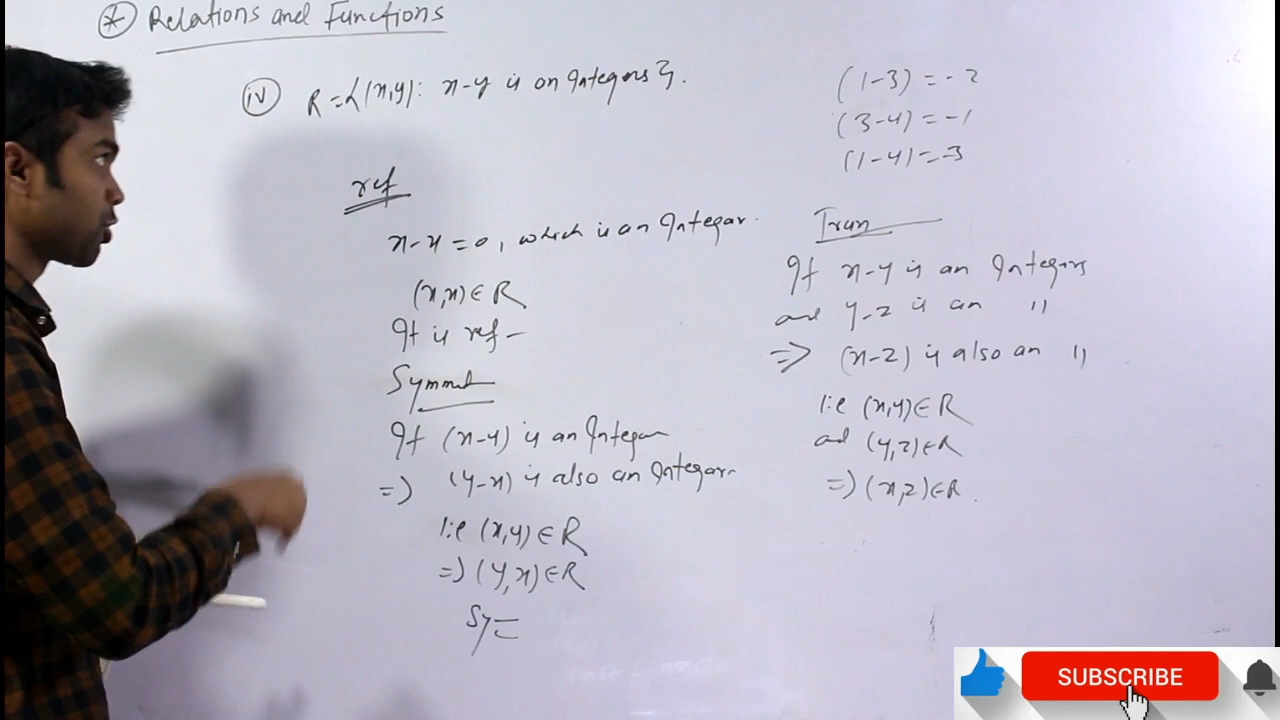 * Relations and Functions
(iv) R = {(x,y): x-y is an Integers}.
ref
x-x = 0, which is an Integer.
(x,x) ∈ R
It is ref-
Symmet
If (x-y) is an Integer
=) (y-x) is also an Integer
i.e (x,y) ∈ R
=) (y,x) ∈ R
Sy=
(1-3) = -2
(3-4) = -1
(1-4) = -3
Tran
If x-y is an Integers
and y-z is an "
=> (x-z) is also an "
i.e (x,y) ∈ R
and (y,z) ∈ R
=) (x,z) ∈ R.
SUBSCRIBE